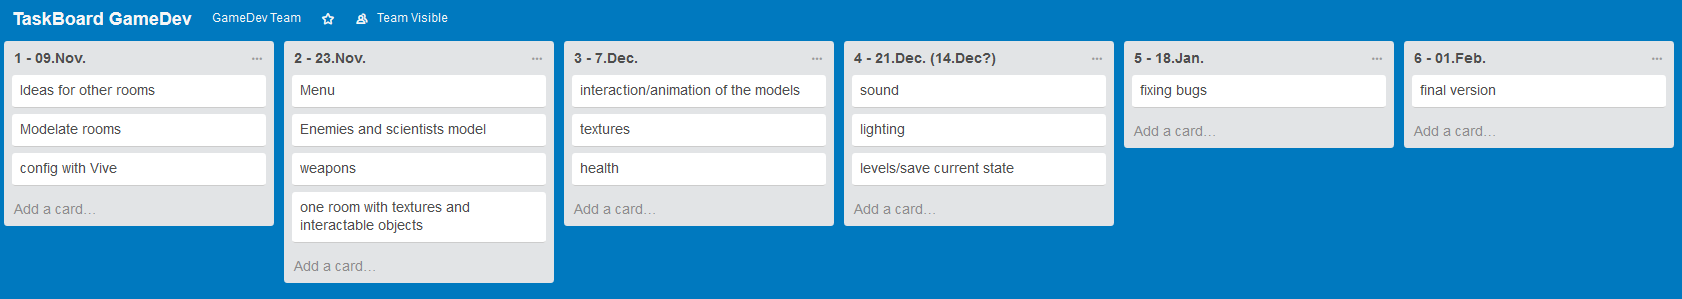 TaskBoard GameDev
GameDev Team
Team Visible
1 - 09.Nov.
Ideas for other rooms
Modelate rooms
config with Vive
Add a card...
2 - 23.Nov.
Menu
Enemies and scientists model
weapons
one room with textures and
interactable objects
Add a card...
3 - 7.Dec.
interaction/animation of the models
textures
health
Add a card...
4 - 21.Dec. (14.Dec?)
sound
lighting
levels/save current state
Add a card...
5 - 18.Jan.
fixing bugs
Add a card...
6 - 01.Feb.
final version
Add a card...